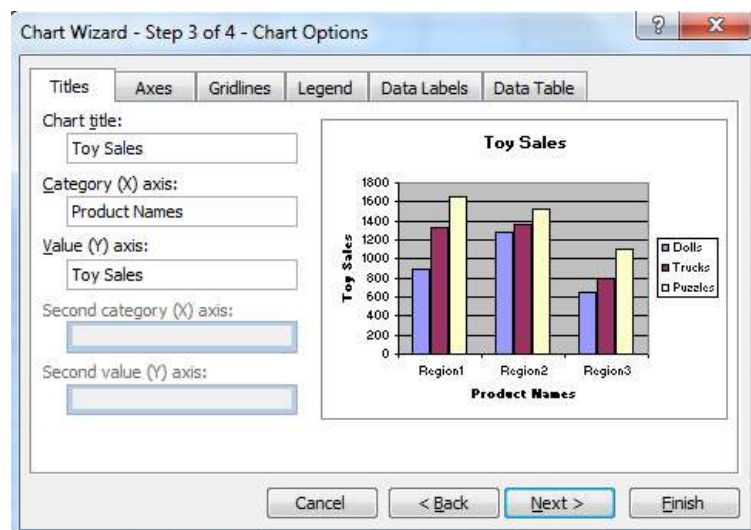 Chart Wizard - Step 3 of 4 - Chart Options
? X
Titles Axes Gridlines Legend Data Labels Data Table
Chart title:
Toy Sales
Category (X) axis:
Product Names
Value (Y) axis:
Toy Sales
Second category (X) axis:
Second value (Y) axis:
Toy Sales
Toy Sales
1800
1600
1400
1200
1000
800
600
400
200
0
Region1 Region2 Region3
Product Names
Dolls
Trucks
Puzzles
Cancel < Back Next > Finish